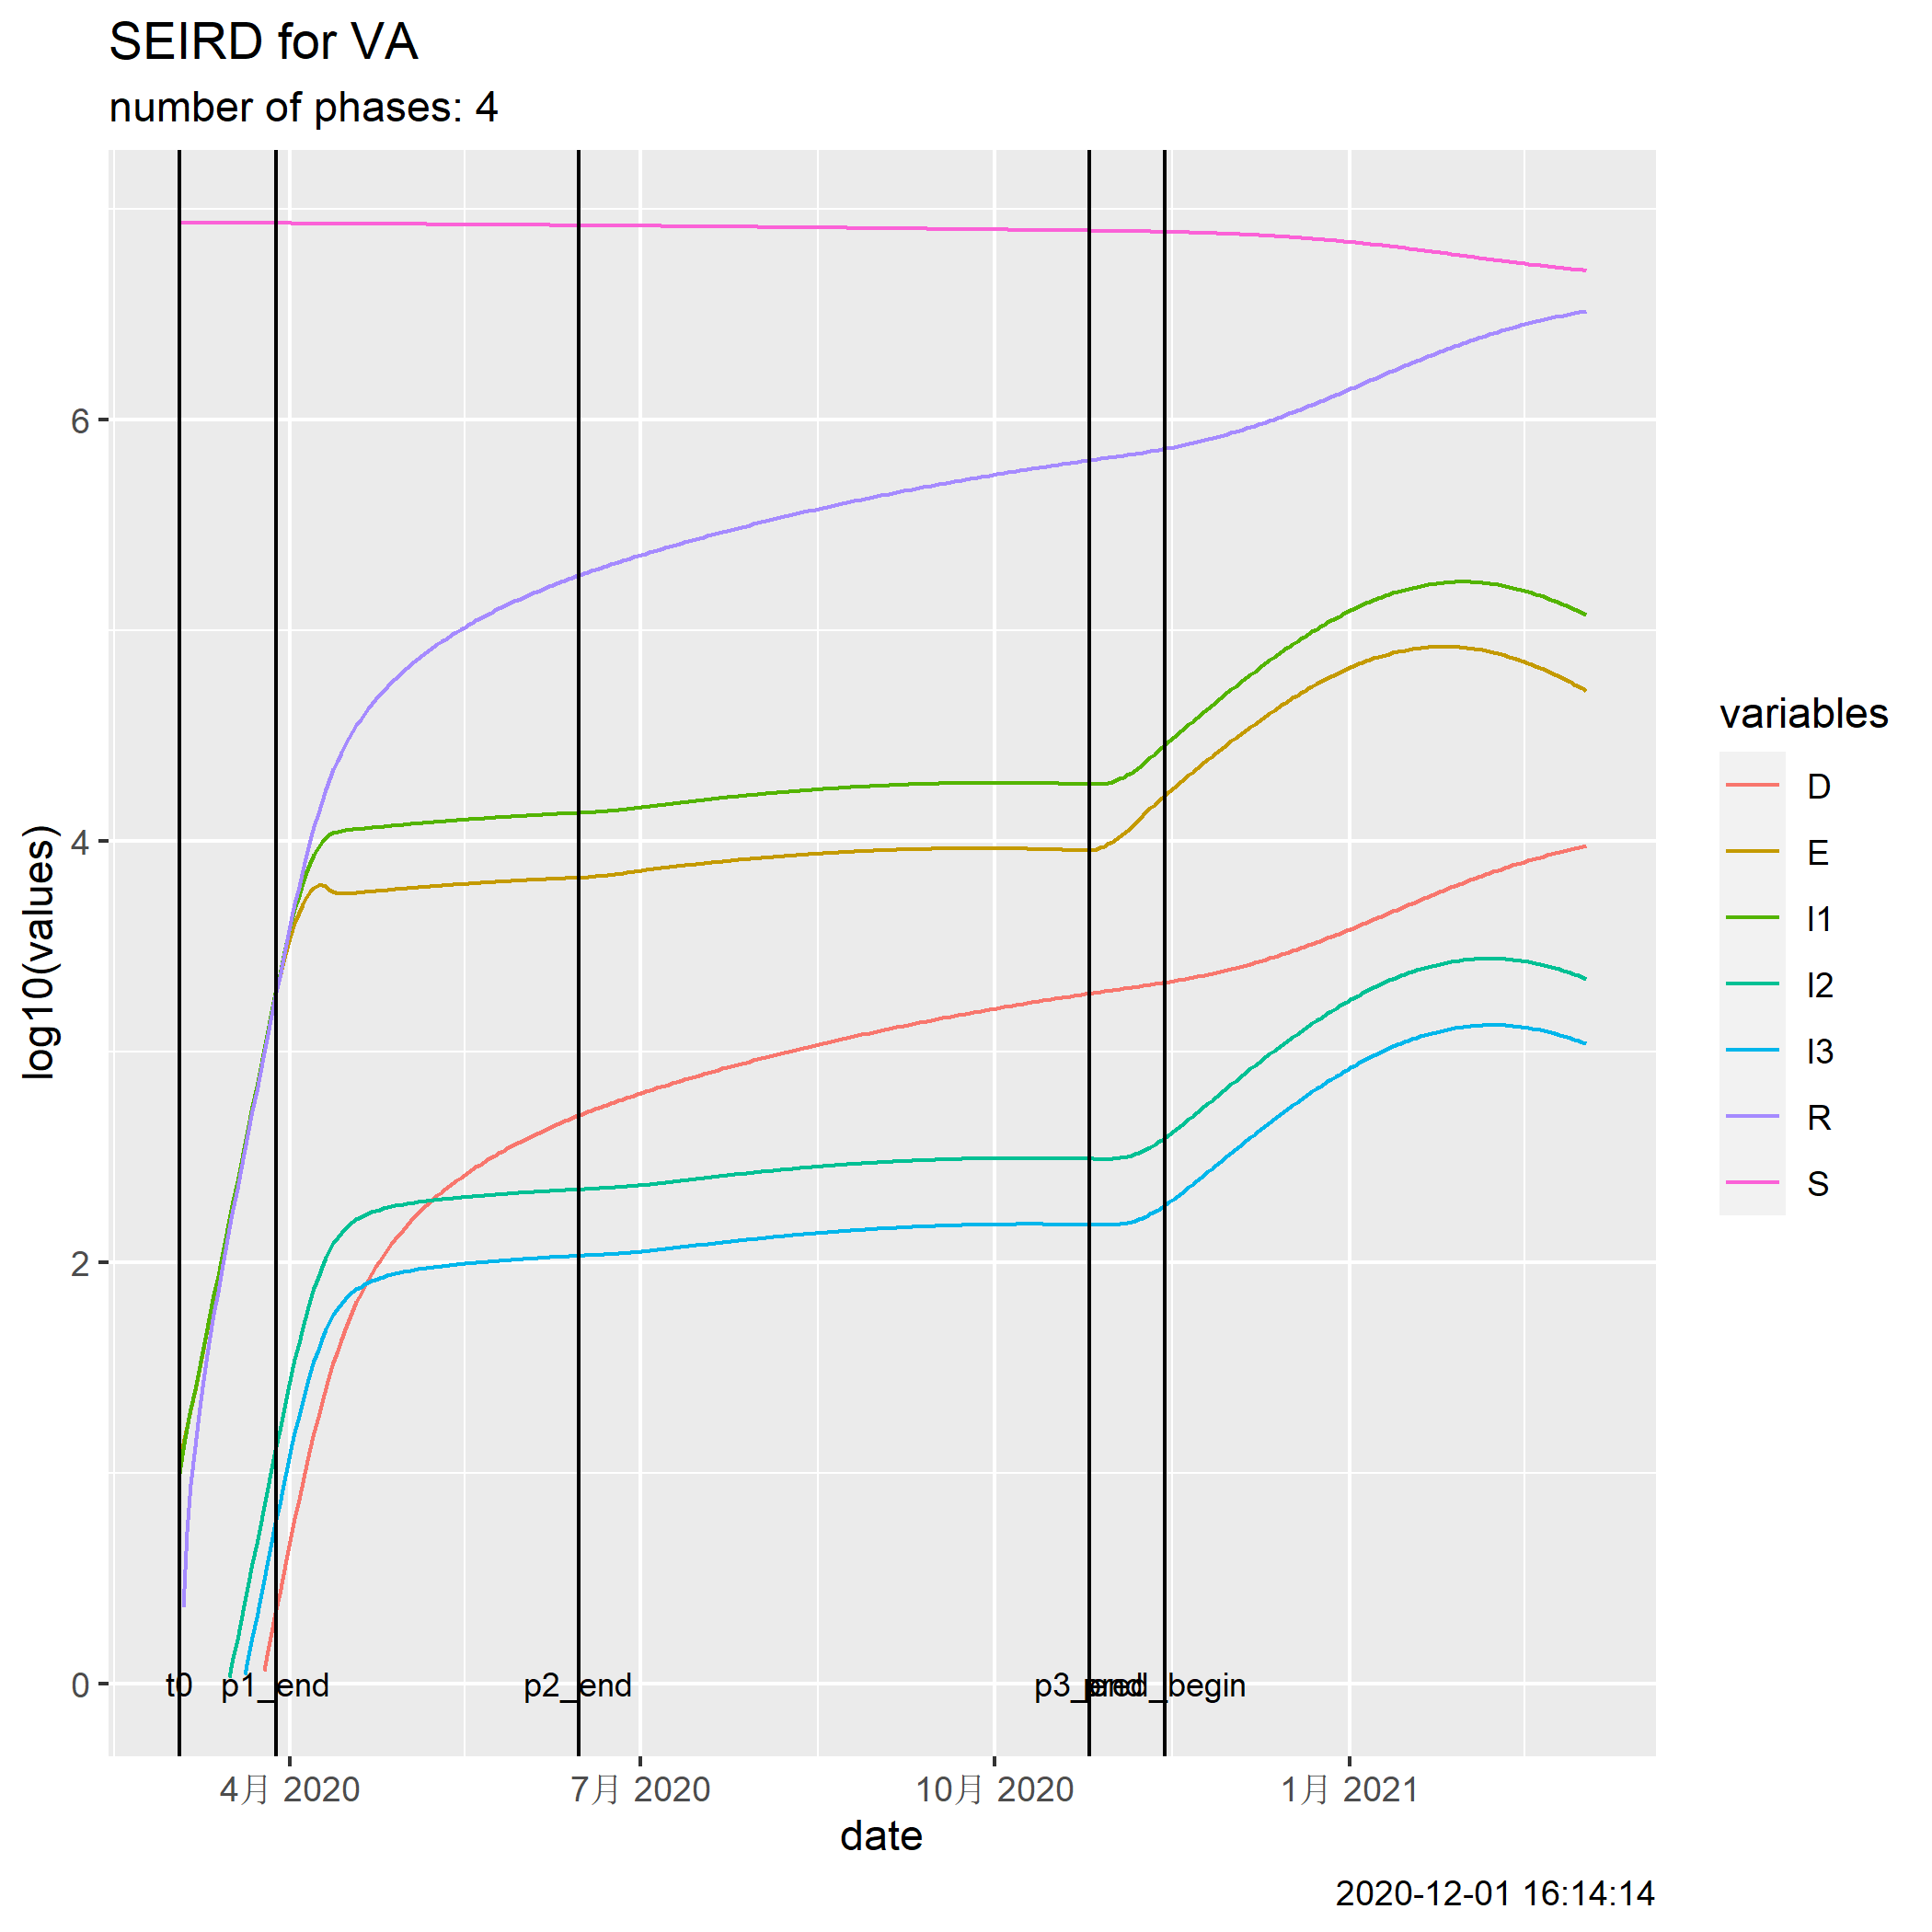 SEIRD for VA
number of phases: 4
log10(values)
6
4
2
0
t0 p1_end p2_end p3_end pred_begin
4月 2020 7月 2020 10月 2020 1月 2021
date
variables
D
E
I1
I2
I3
R
S
2020-12-01 16:14:14